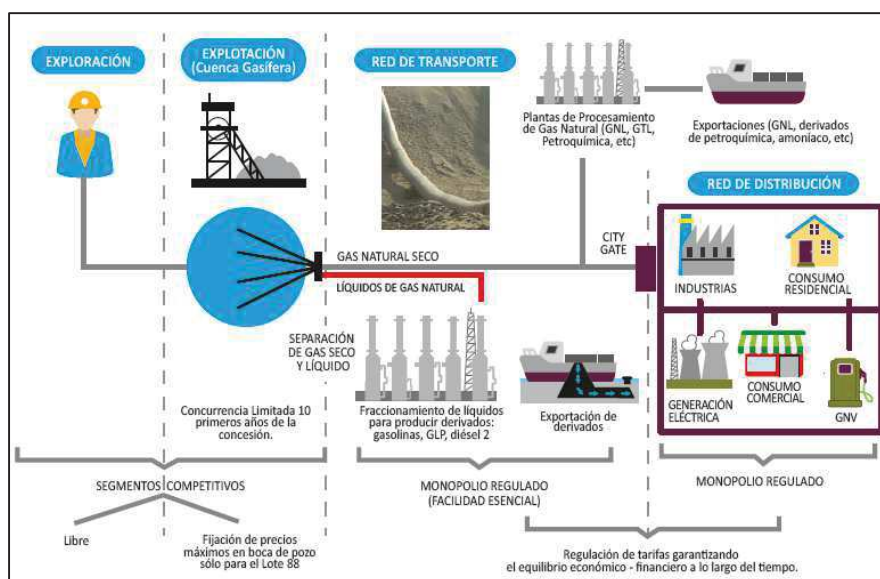 EXPLORACIÓN
EXPLOTACIÓN
(Cuenca Gasífera)
RED DE TRANSPORTE
Plantas de Procesamiento
de Gas Natural (GNL, GTL,
Petroquímica, etc)
Exportaciones (GNL, derivados
de petroquímica, amoníaco, etc)
RED DE DISTRIBUCIÓN
CITY
GATE
GAS NATURAL SECO
LÍQUIDOS DE GAS NATURAL
INDUSTRIAS
CONSUMO
RESIDENCIAL
SEPARACIÓN
DE GAS SECO
Y LÍQUIDO
GENERACIÓN
ELÉCTRICA
CONSUMO
COMERCIAL
GNV
Concurrencia Limitada 10
primeros años de la
concesión.
Fraccionamiento de líquidos
para producir derivados:
gasolinas, GLP, diésel 2
Exportación de
derivados
SEGMENTOS COMPETITIVOS
MONOPOLIO REGULADO
(FACILIDAD ESENCIAL)
MONOPOLIO REGULADO
Libre
Fijación de precios
máximos en boca de pozo
sólo para el Lote 88
Regulación de tarifas garantizando
el equilibrio económico - financiero a lo largo del tiempo.